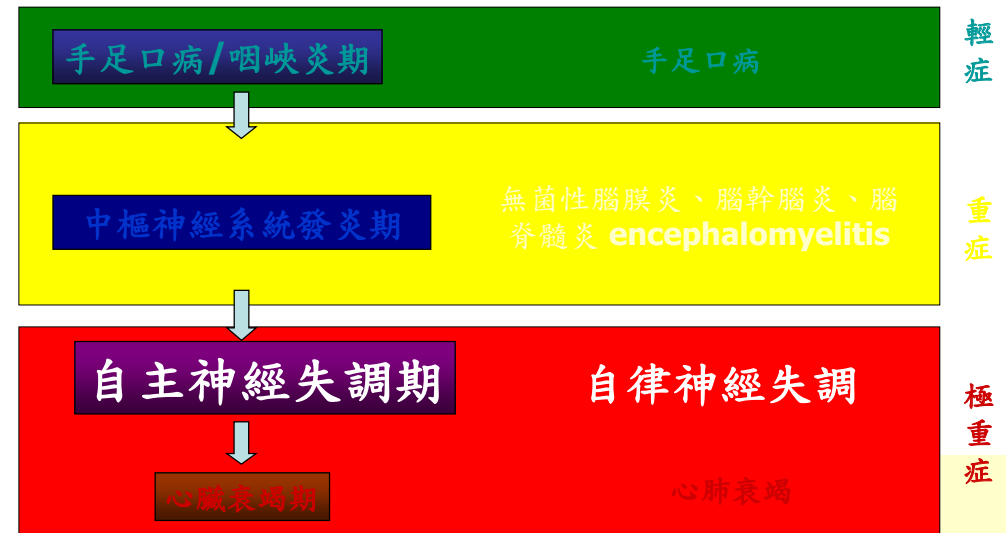 手足口病/咽峽炎期
手足口病
輕症
中樞神經系統發炎期
無菌性腦膜炎、腦幹腦炎、腦
脊髓炎 encephalomyelitis
重症
自主神經失調期
自律神經失調
極重症
心臟衰竭期
心肺衰竭